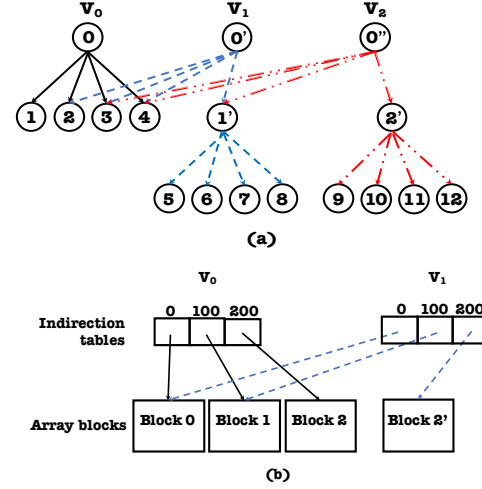 V₀ V₁ V₂
0 0' 0"
1 2 3 4 1' 2'
5 6 7 8 9 10 11 12
(a)
V₀ V₁
0 100 200 0 100 200
Indirection
tables
Array blocks Block 0 Block 1 Block 2 Block 2'
(b)